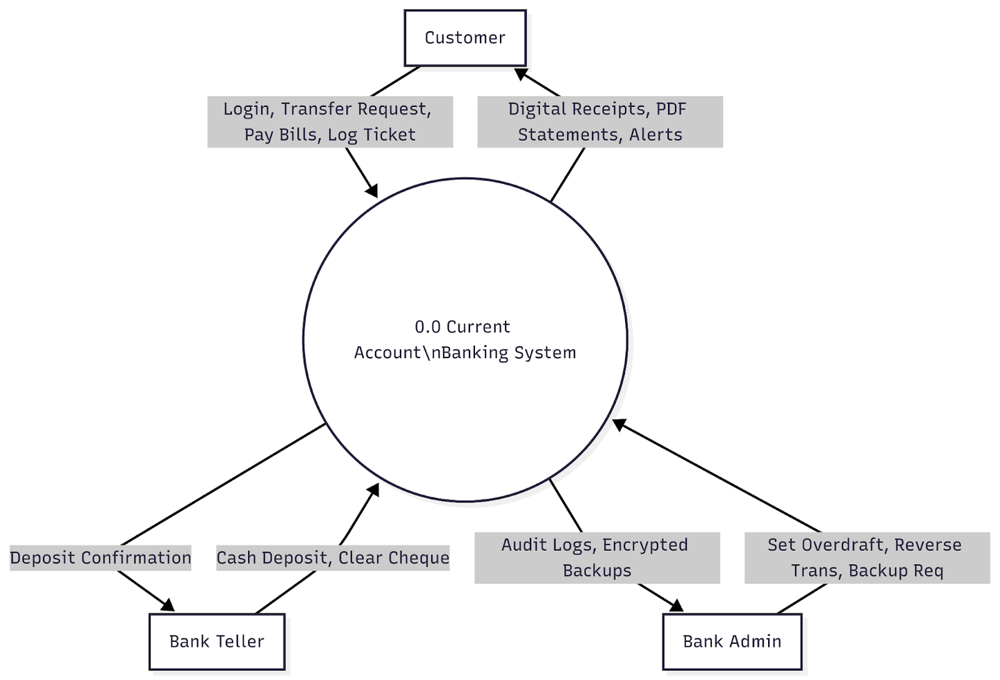 Customer
Login, Transfer Request,
Pay Bills, Log Ticket
Digital Receipts, PDF
Statements, Alerts
0.0 Current
Account\nBanking System
Deposit Confirmation
Cash Deposit, Clear Cheque
Audit Logs, Encrypted
Backups
Set Overdraft, Reverse
Trans, Backup Req
Bank Teller
Bank Admin